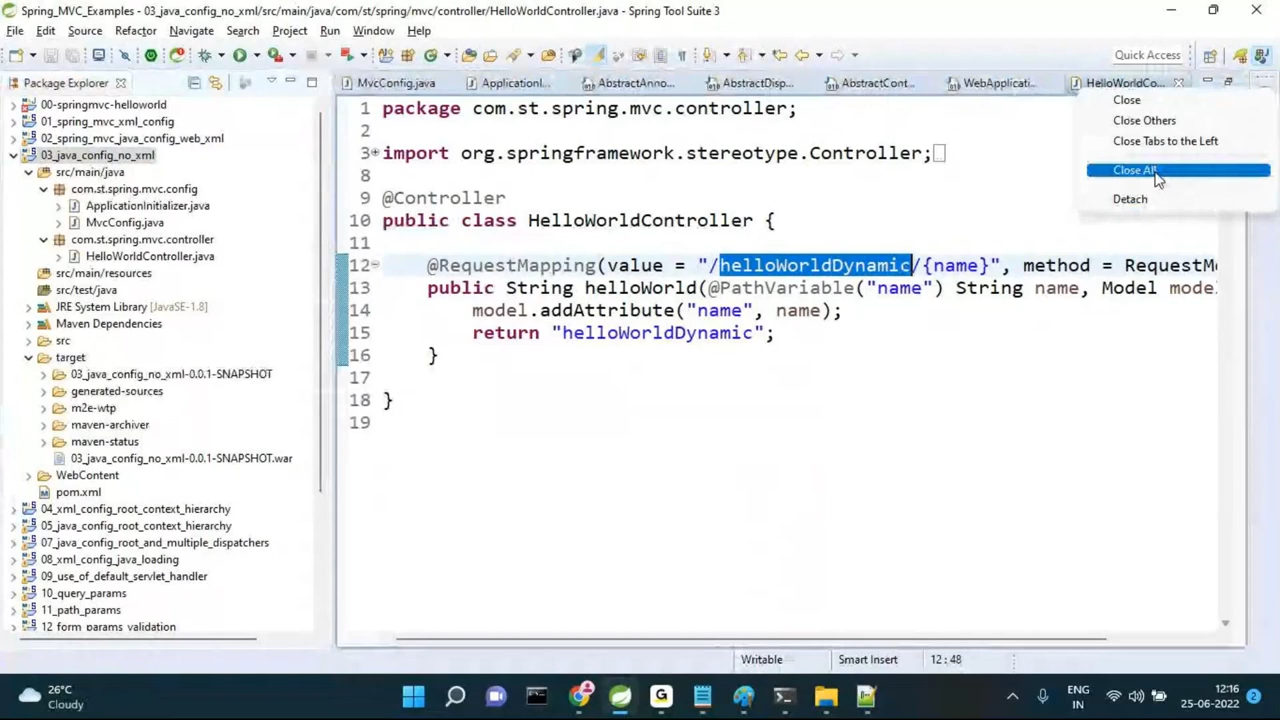 Spring_MVC_Examples - 03_java_config_no_xml/src/main/java/com/st/spring/mvc/controller/HelloWorldController.java - Spring Tool Suite 3
File Edit Source Refactor Navigate Search Project Run Window Help
Quick Access
Package Explorer
MvcConfig.java
ApplicationI...
AbstractAnno...
AbstractDisp...
AbstractCont...
WebApplicati...
HelloWorldCo...
Close
Close Others
Close Tabs to the Left
Close All
Detach
00-springmvc-helloworld
01_spring_mvc_xml_config
02_spring_mvc_java_config_web_xml
03_java_config_no_xml
src/main/java
com.st.spring.mvc.config
ApplicationInitializer.java
MvcConfig.java
com.st.spring.mvc.controller
HelloWorldController.java
src/main/resources
src/test/java
JRE System Library [JavaSE-1.8]
Maven Dependencies
src
target
03_java_config_no_xml-0.0.1-SNAPSHOT
generated-sources
m2e-wtp
maven-archiver
maven-status
03_java_config_no_xml-0.0.1-SNAPSHOT.war
WebContent
pom.xml
04_xml_config_root_context_hierarchy
05_java_config_root_context_hierarchy
07_java_config_root_and_multiple_dispatchers
08_xml_config_java_loading
09_use_of_default_servlet_handler
10_query_params
11_path_params
12_form_params_validation
1 package com.st.spring.mvc.controller;
2
3 import org.springframework.stereotype.Controller;
8
9 @Controller
10 public class HelloWorldController {
11
12 @RequestMapping(value = "/helloWorldDynamic/{name}", method = RequestM
13 public String helloWorld(@PathVariable("name") String name, Model model
14 model.addAttribute("name", name);
15 return "helloWorldDynamic";
16 }
17
18 }
19
Writable Smart Insert 12 : 48
26°C
Cloudy
ENG
IN
12:16
25-06-2022
2